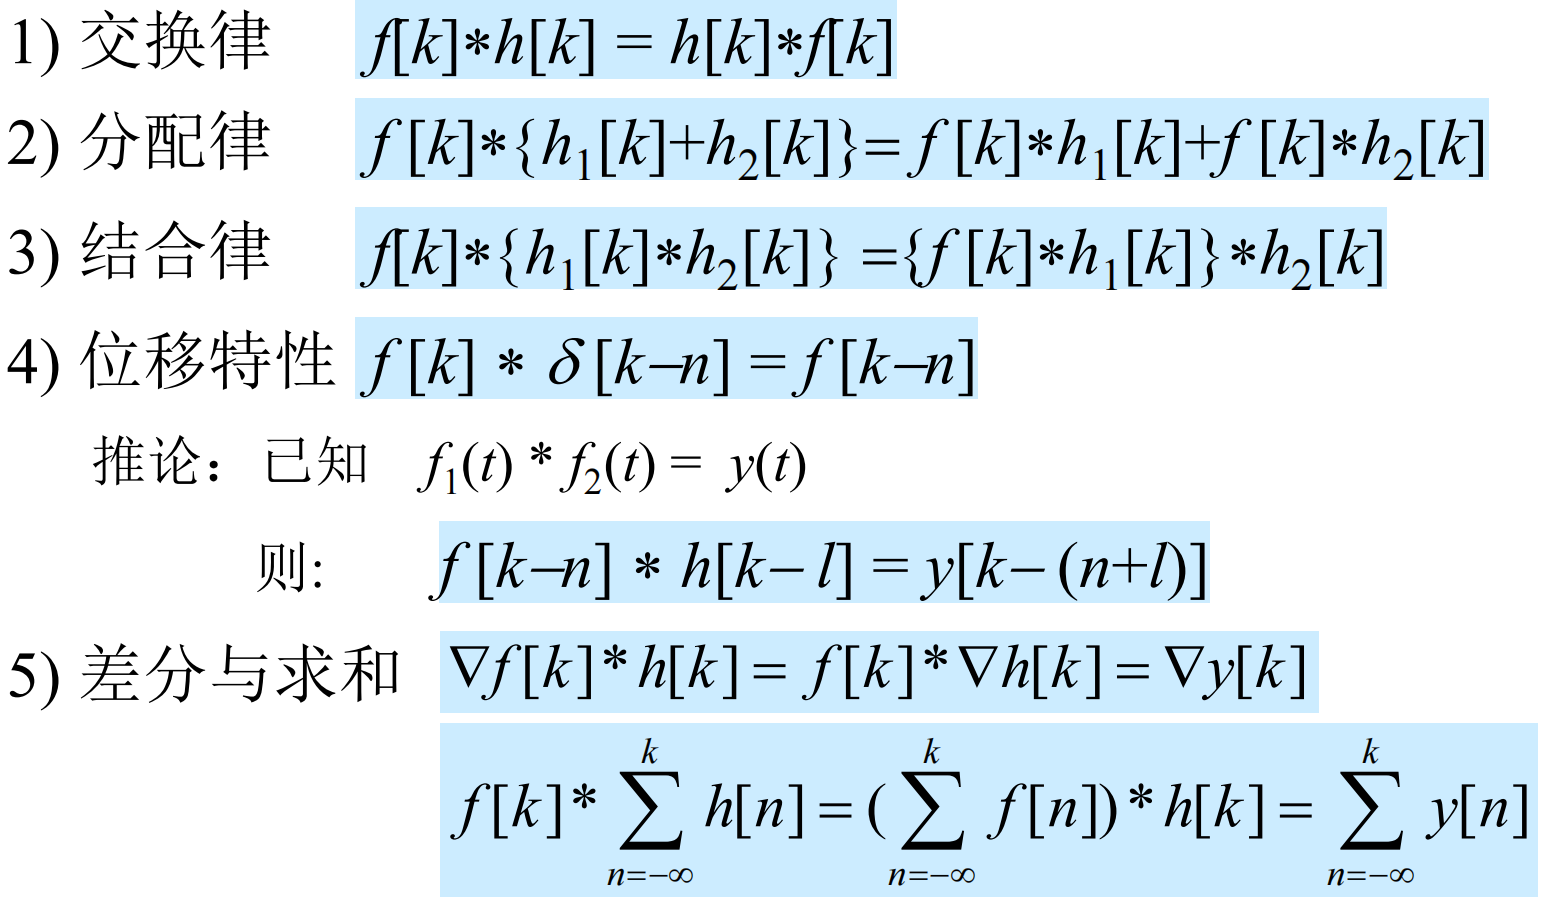 1) 交换律 f[k]*h[k] = h[k]*f[k]
2) 分配律 f [k]*{h₁[k]+h₂[k]}= f [k]*h₁[k]+f [k]*h₂[k]
3) 结合律 f[k]*{h₁[k]*h₂[k]} ={f [k]*h₁[k]}*h₂[k]
4) 位移特性 f [k] * δ [k–n] = f [k–n]
推论：已知 f₁(t) * f₂(t) = y(t)
则: f [k–n] * h[k– l] = y[k– (n+l)]
5) 差分与求和 ∇f [k]*h[k] = f [k]*∇h[k] = ∇y[k]
f [k]* ∑_{n=−∞}^{k} h[n] = (∑_{n=−∞}^{k} f [n])*h[k] = ∑_{n=−∞}^{k} y[n]